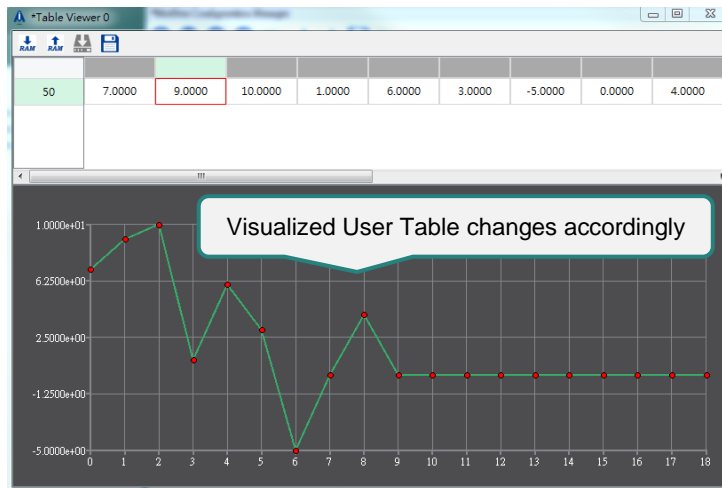 *Table Viewer 0
RAM RAM
50 7.0000 9.0000 10.0000 1.0000 6.0000 3.0000 -5.0000 0.0000 4.0000
Visualized User Table changes accordingly
1.0000e+01
6.2500e+00
2.5000e+00
-1.2500e+00
-5.0000e+00
0 1 2 3 4 5 6 7 8 9 10 11 12 13 14 15 16 17 18